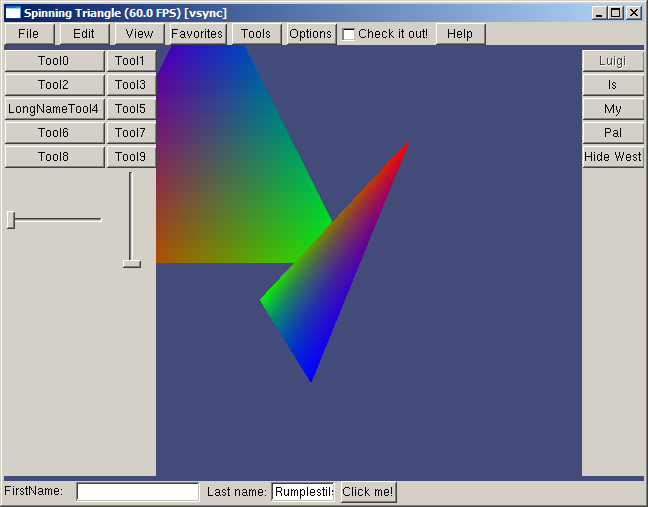 Spinning Triangle (60.0 FPS) [vsync]
File Edit View Favorites Tools Options Check it out! Help
Tool0 Tool1 Luigi
Tool2 Tool3 Is
LongNameTool4 Tool5 My
Tool6 Tool7 Pal
Tool8 Tool9 Hide West
FirstName: Last name: Rumplestils Click me!